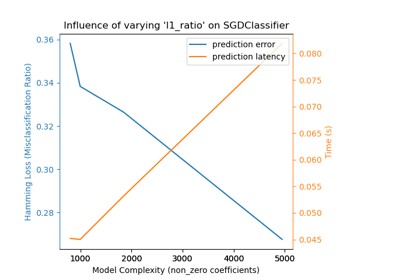 Influence of varying 'l1_ratio' on SGDClassifier
0.36
0.34
0.32
0.30
0.28
Hamming Loss (Misclassification Ratio)
prediction error
prediction latency
0.080
0.075
0.070
0.065
0.060
0.055
0.050
0.045
Time (s)
1000 2000 3000 4000 5000
Model Complexity (non_zero coefficients)